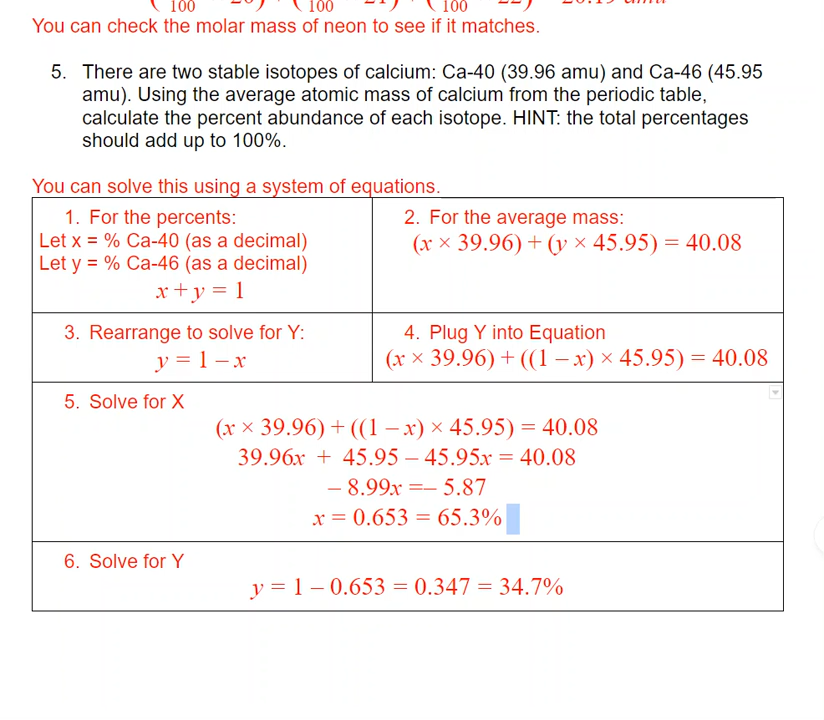 100 100 100
You can check the molar mass of neon to see if it matches.
5. There are two stable isotopes of calcium: Ca-40 (39.96 amu) and Ca-46 (45.95
amu). Using the average atomic mass of calcium from the periodic table,
calculate the percent abundance of each isotope. HINT: the total percentages
should add up to 100%.
You can solve this using a system of equations.
1. For the percents:
Let x = % Ca-40 (as a decimal)
Let y = % Ca-46 (as a decimal)
x + y = 1
2. For the average mass:
(x × 39.96) + (y × 45.95) = 40.08
3. Rearrange to solve for Y:
y = 1 – x
4. Plug Y into Equation
(x × 39.96) + ((1 – x) × 45.95) = 40.08
5. Solve for X
(x × 39.96) + ((1 – x) × 45.95) = 40.08
39.96x + 45.95 – 45.95x = 40.08
– 8.99x =– 5.87
x = 0.653 = 65.3%
6. Solve for Y
y = 1 – 0.653 = 0.347 = 34.7%